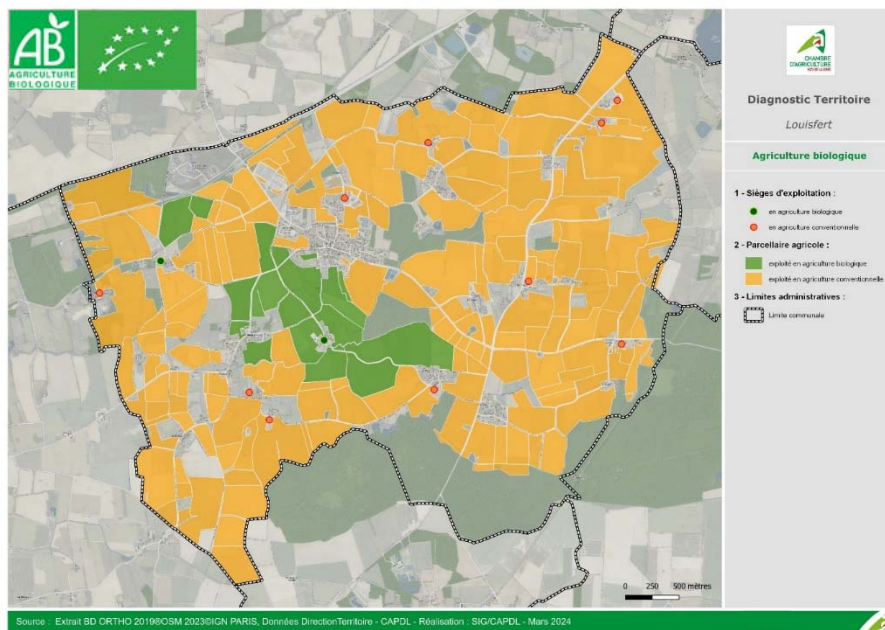 AB
AGRICULTURE
BIOLOGIQUE
CHAMBRE
D'AGRICULTURE
Diagnostic Territoire
Louisfert
Agriculture biologique
1 - Sièges d'exploitation :
en agriculture biologique
en agriculture conventionnelle
2 - Parcellaire agricole :
exploité en agriculture biologique
exploité en agriculture conventionnelle
3 - Limites administratives :
Limite communale
0 250 500 mètres
Source : Extrait BD ORTHO 2019®OSM 2023®IGN PARIS, Données DirectionTerritoire - CAPDL - Réalisation : SIG/CAPDL - Mars 2024